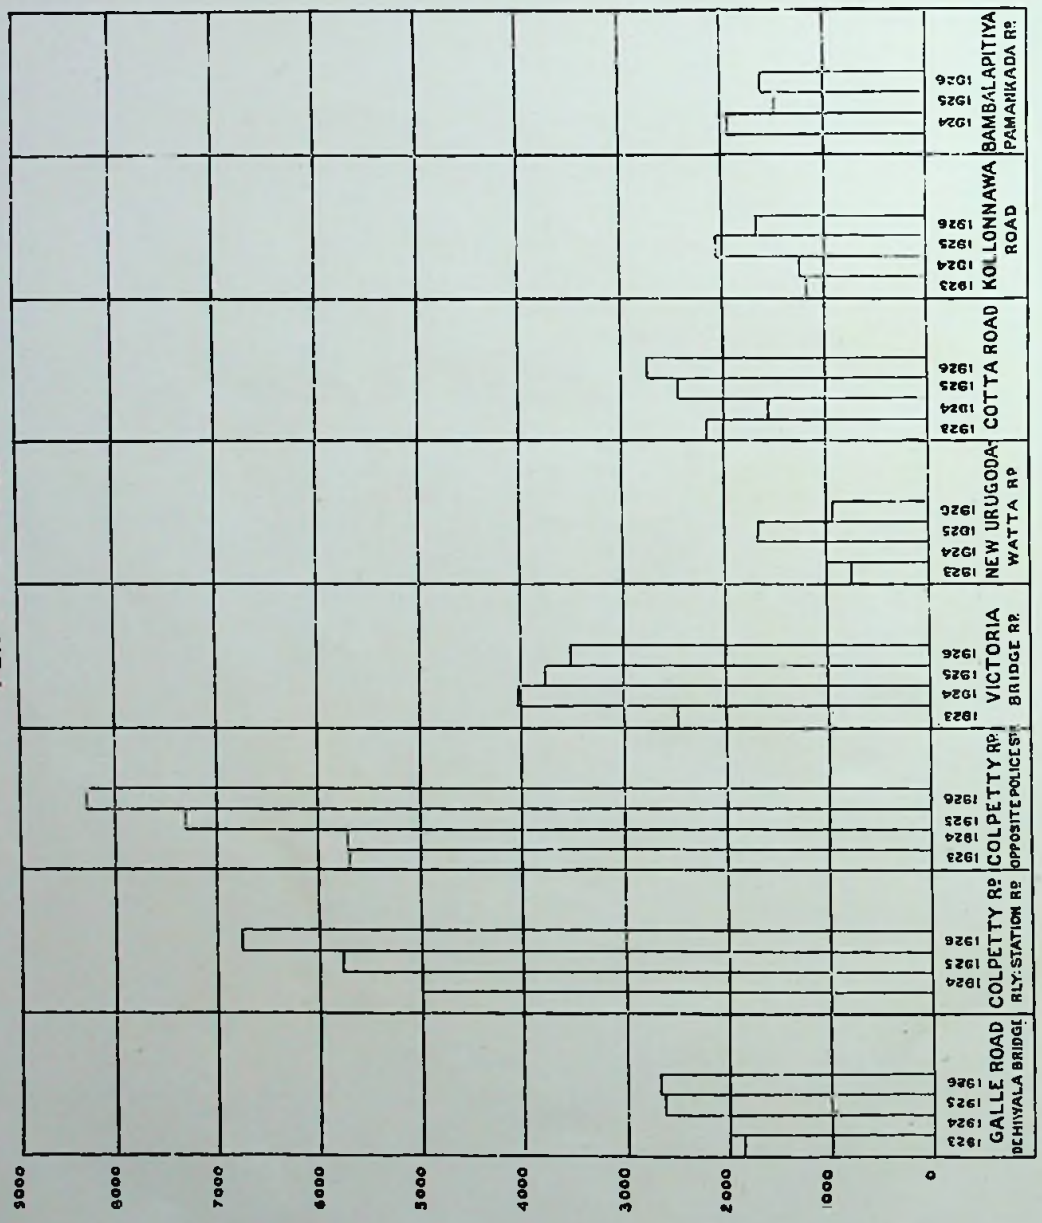 9000
8000
7000
6000
5000
4000
3000
2000
1000
0
1923
1924
1925
1926
GALLE ROAD
DEHIWALA BRIDGE
1924
1925
1926
COLPETTY RD
RLY: STATION RD
1923
1924
1925
1926
COLPETTY RD.
OPPOSITE POLICE STN
1923
1924
1925
1926
VICTORIA
BRIDGE RD.
1923
1924
1925
1926
NEW URUGODA-
WATTA RD
1923
1924
1925
1926
COTTA ROAD
1923
1924
1925
1926
KOLLONNAWA
ROAD
1924
1925
1926
BAMBALAPITIYA
PAMANKADA RD.